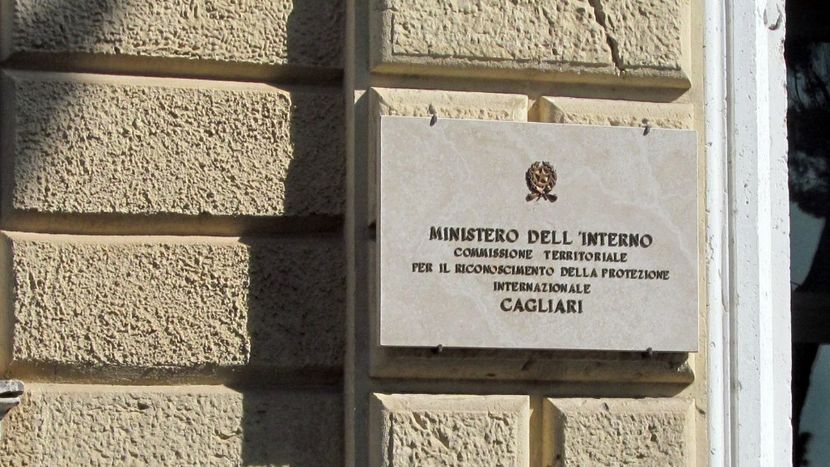 MINISTERO DELL'INTERNO
COMMISSIONE TERRITORIALE
PER IL RICONOSCIMENTO DELLA PROTEZIONE
INTERNAZIONALE
CAGLIARI